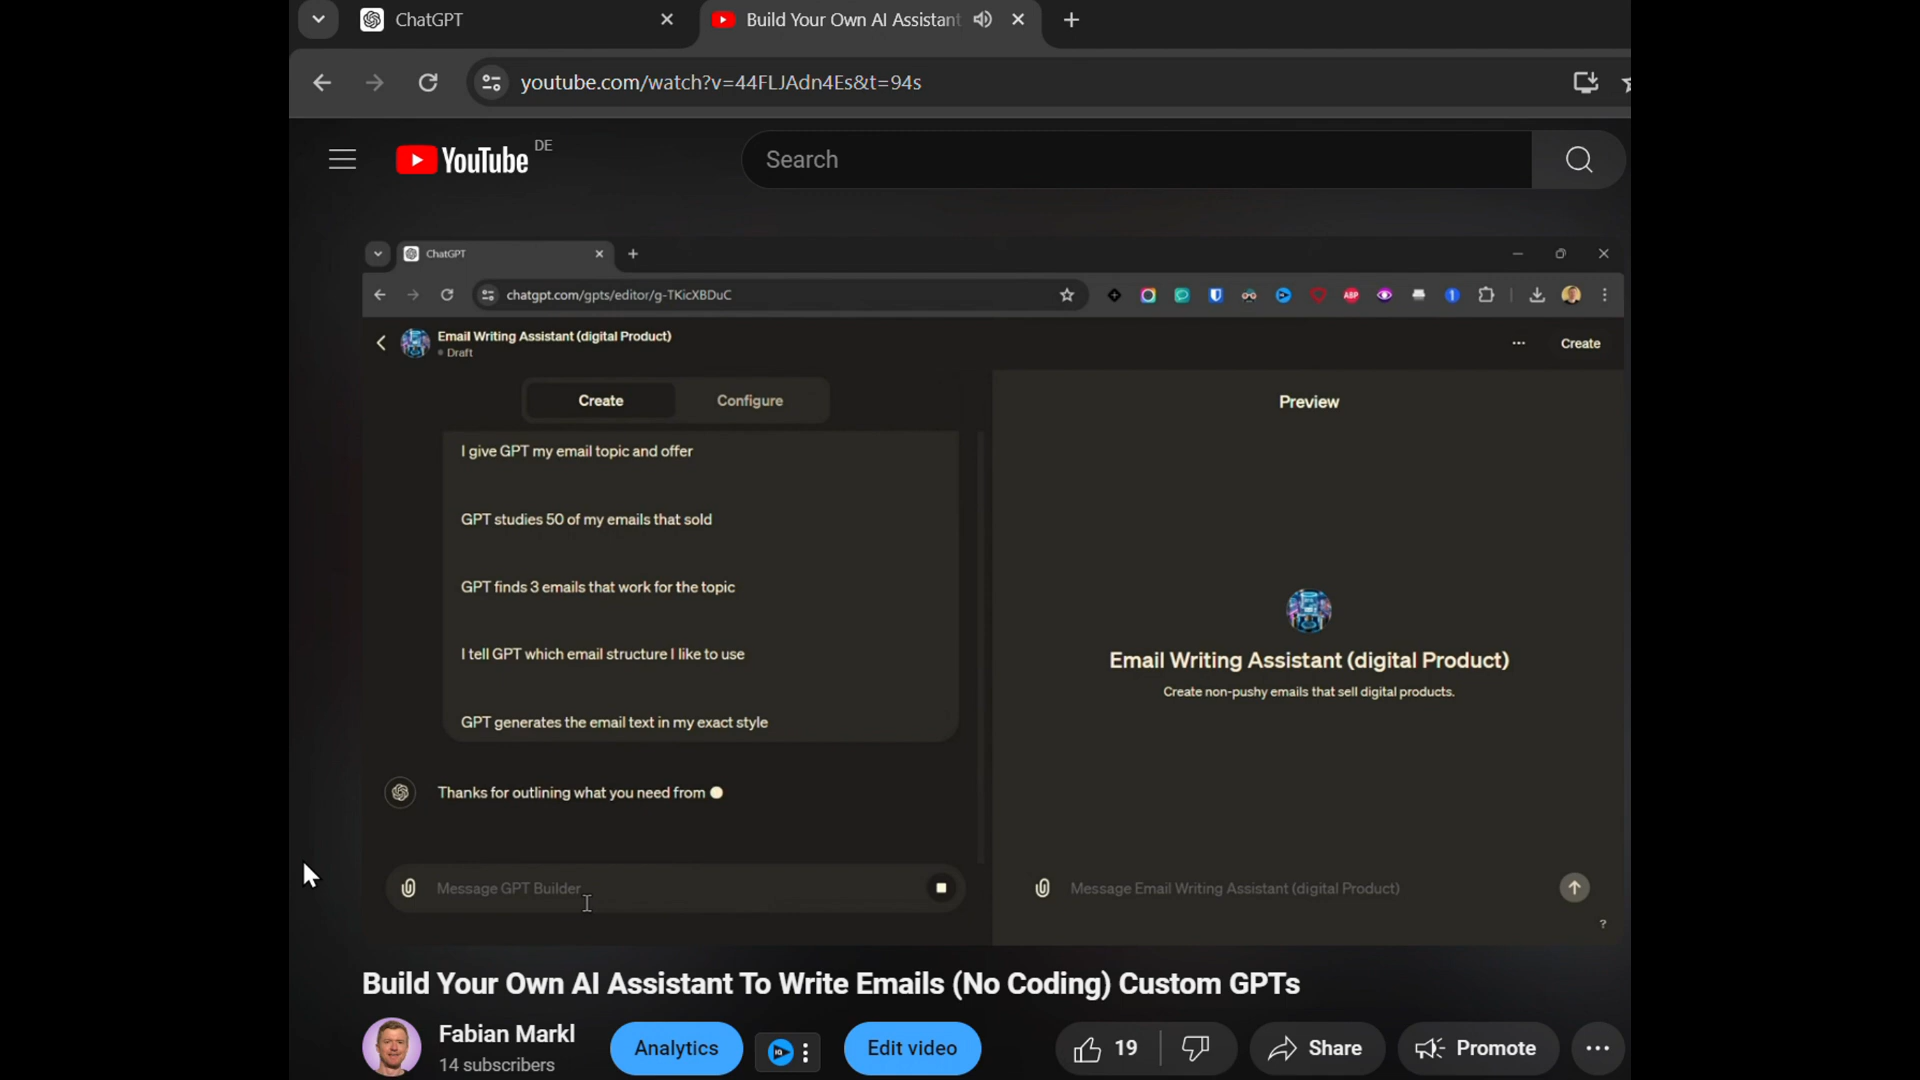 ChatGPT
Build Your Own AI Assistant
youtube.com/watch?v=44FLJAdn4Es&t=94s
YouTube DE
Search
ChatGPT
chatgpt.com/gpts/editor/g-TKicXBDuC
ABP
1
Email Writing Assistant (digital Product)
Draft
Create
Create
Configure
Preview
I give GPT my email topic and offer
GPT studies 50 of my emails that sold
GPT finds 3 emails that work for the topic
I tell GPT which email structure I like to use
GPT generates the email text in my exact style
Email Writing Assistant (digital Product)
Create non-pushy emails that sell digital products.
Thanks for outlining what you need from
Message GPT Builder
Message Email Writing Assistant (digital Product)
?
Build Your Own AI Assistant To Write Emails (No Coding) Custom GPTs
Fabian Markl
14 subscribers
Analytics
IQ
Edit video
19
Share
Promote